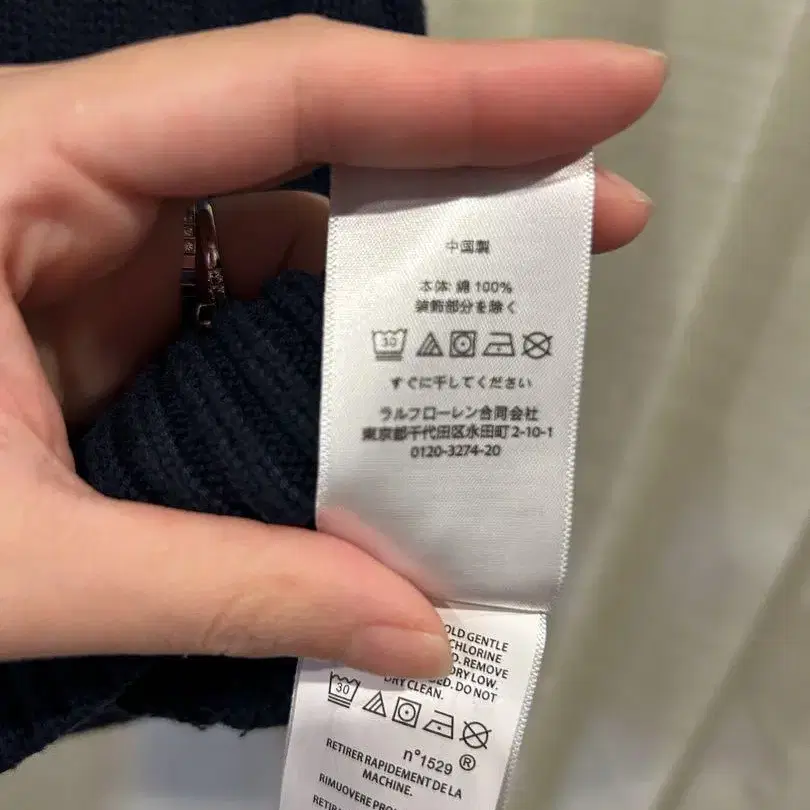 中国製
本体: 綿 100%
装飾部分を除く
30
すぐに干してください
ラルフローレン合同会社
東京都千代田区永田町2-10-1
0120-3274-20
OLD GENTLE
CHLORINE
REMOVE
DRY LOW.
DO NOT
DRY CLEAN.
30
n°1529 ®
RETIRER RAPIDEMENT DE LA
MACHINE.
RIMUOVERE